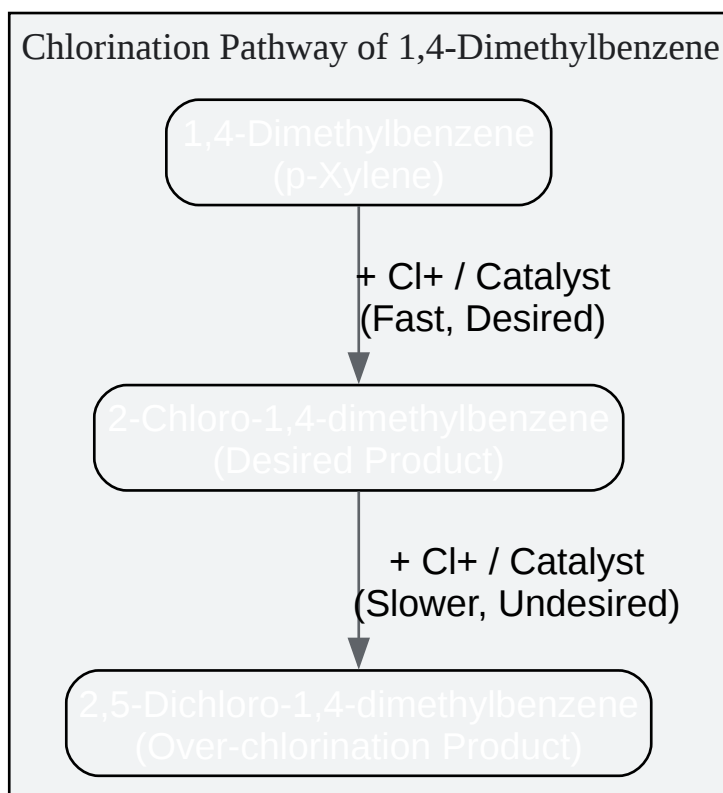 Chlorination Pathway of 1,4-Dimethylbenzene
1,4-Dimethylbenzene
(p-Xylene)
+ Cl+ / Catalyst
(Fast, Desired)
2-Chloro-1,4-dimethylbenzene
(Desired Product)
+ Cl+ / Catalyst
(Slower, Undesired)
2,5-Dichloro-1,4-dimethylbenzene
(Over-chlorination Product)